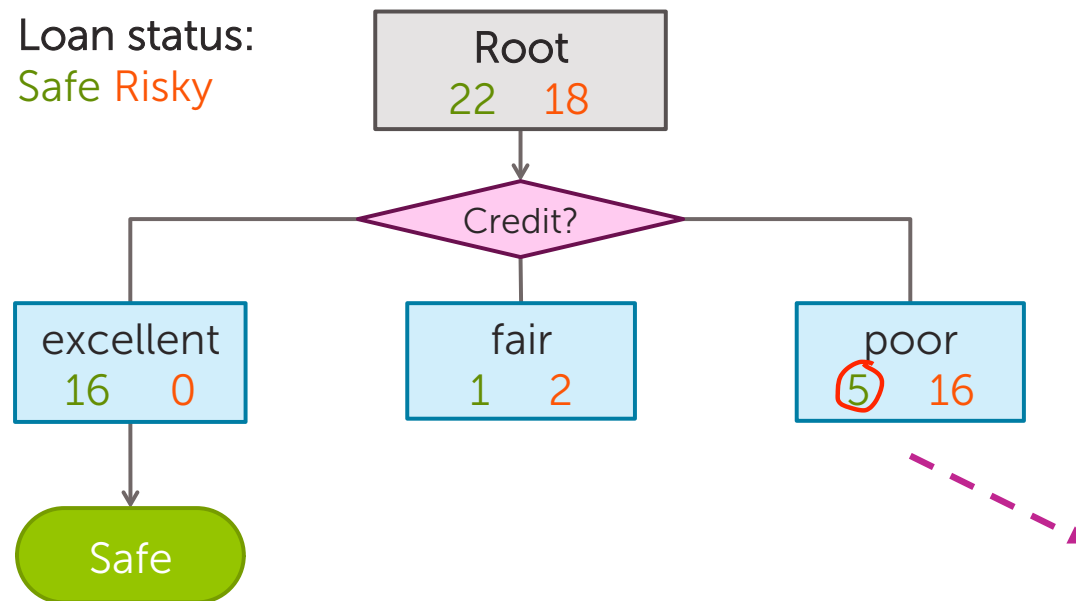 Loan status:
Safe Risky
Root
22 18
Credit?
excellent
16 0
fair
1 2
poor
5 16
Safe